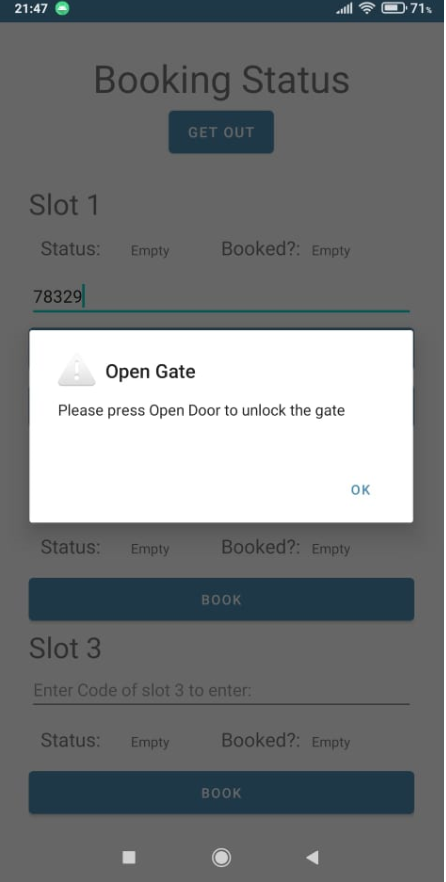 21:47 71%
Booking Status
GET OUT
Slot 1
Status: Empty Booked?: Empty
78329
Open Gate
Please press Open Door to unlock the gate
OK
Status: Empty Booked?: Empty
BOOK
Slot 3
Enter Code of slot 3 to enter:
Status: Empty Booked?: Empty
BOOK